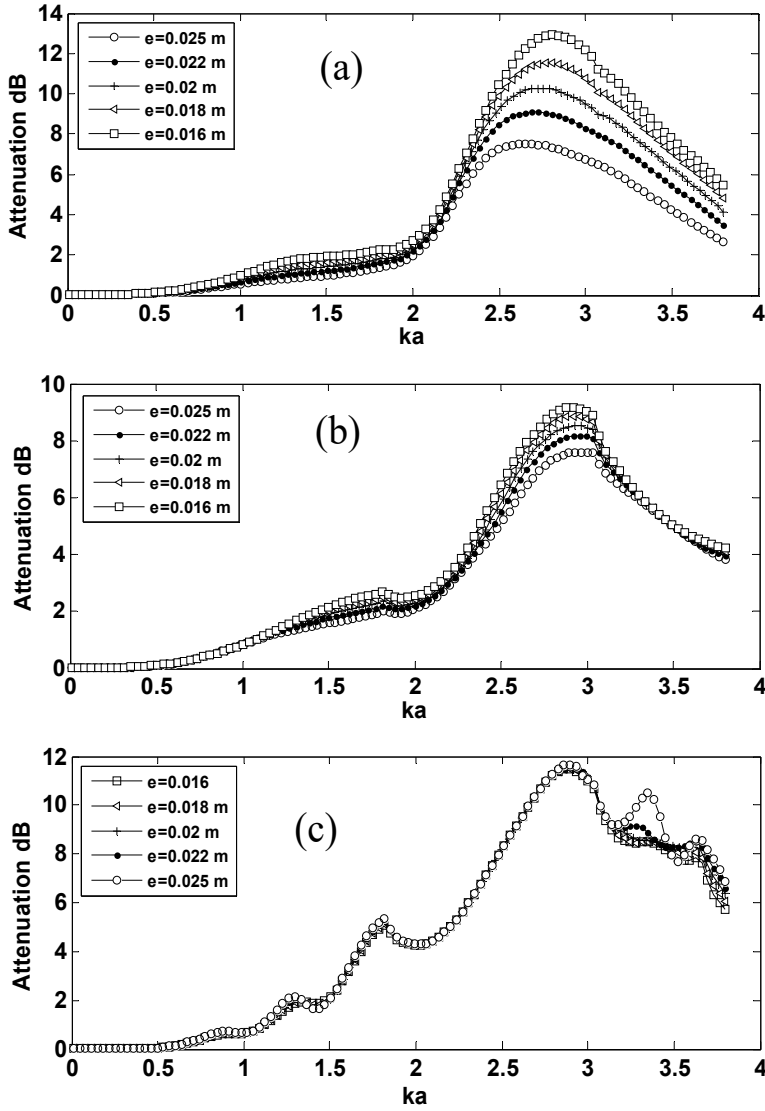 14
12
10
8
6
4
2
0
Attenuation dB
e=0.025 m
e=0.022 m
e=0.02 m
e=0.018 m
e=0.016 m
(a)
0 0.5 1 1.5 2 2.5 3 3.5 4
ka
10
8
6
4
2
0
Attenuation dB
e=0.025 m
e=0.022 m
e=0.02 m
e=0.018 m
e=0.016 m
(b)
0 0.5 1 1.5 2 2.5 3 3.5 4
ka
12
10
8
6
4
2
0
Attenuation dB
e=0.016
e=0.018 m
e=0.02 m
e=0.022 m
e=0.025 m
(c)
0 0.5 1 1.5 2 2.5 3 3.5 4
ka